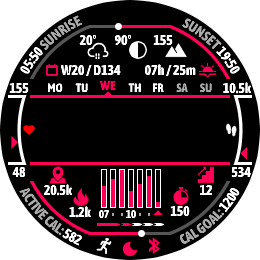 05:50 SUNRISE
SUNSET 19:50
20° 90° 155
W20 / D134 07h / 25m
MO TU WE TH FR SA SU
155 10.5k
48 534
20.5k 12
1.2k 150
07 10
ACTIVE CAL: 582
CAL GOAL: 1200